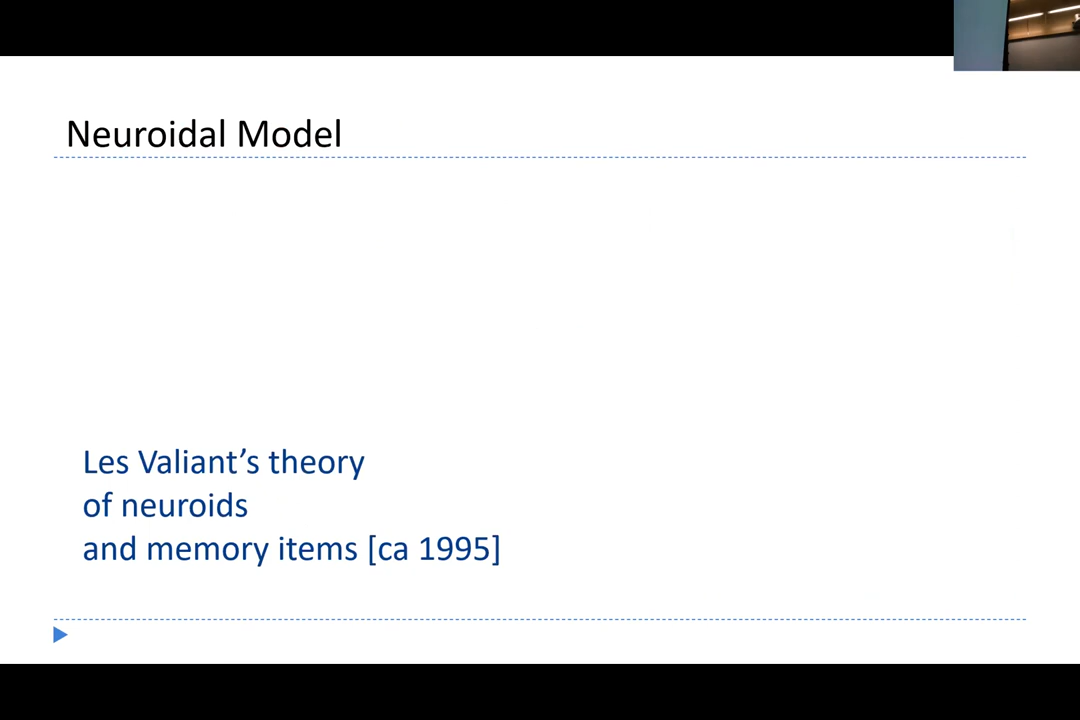 Neuroidal Model
Les Valiant’s theory
of neuroids
and memory items [ca 1995]